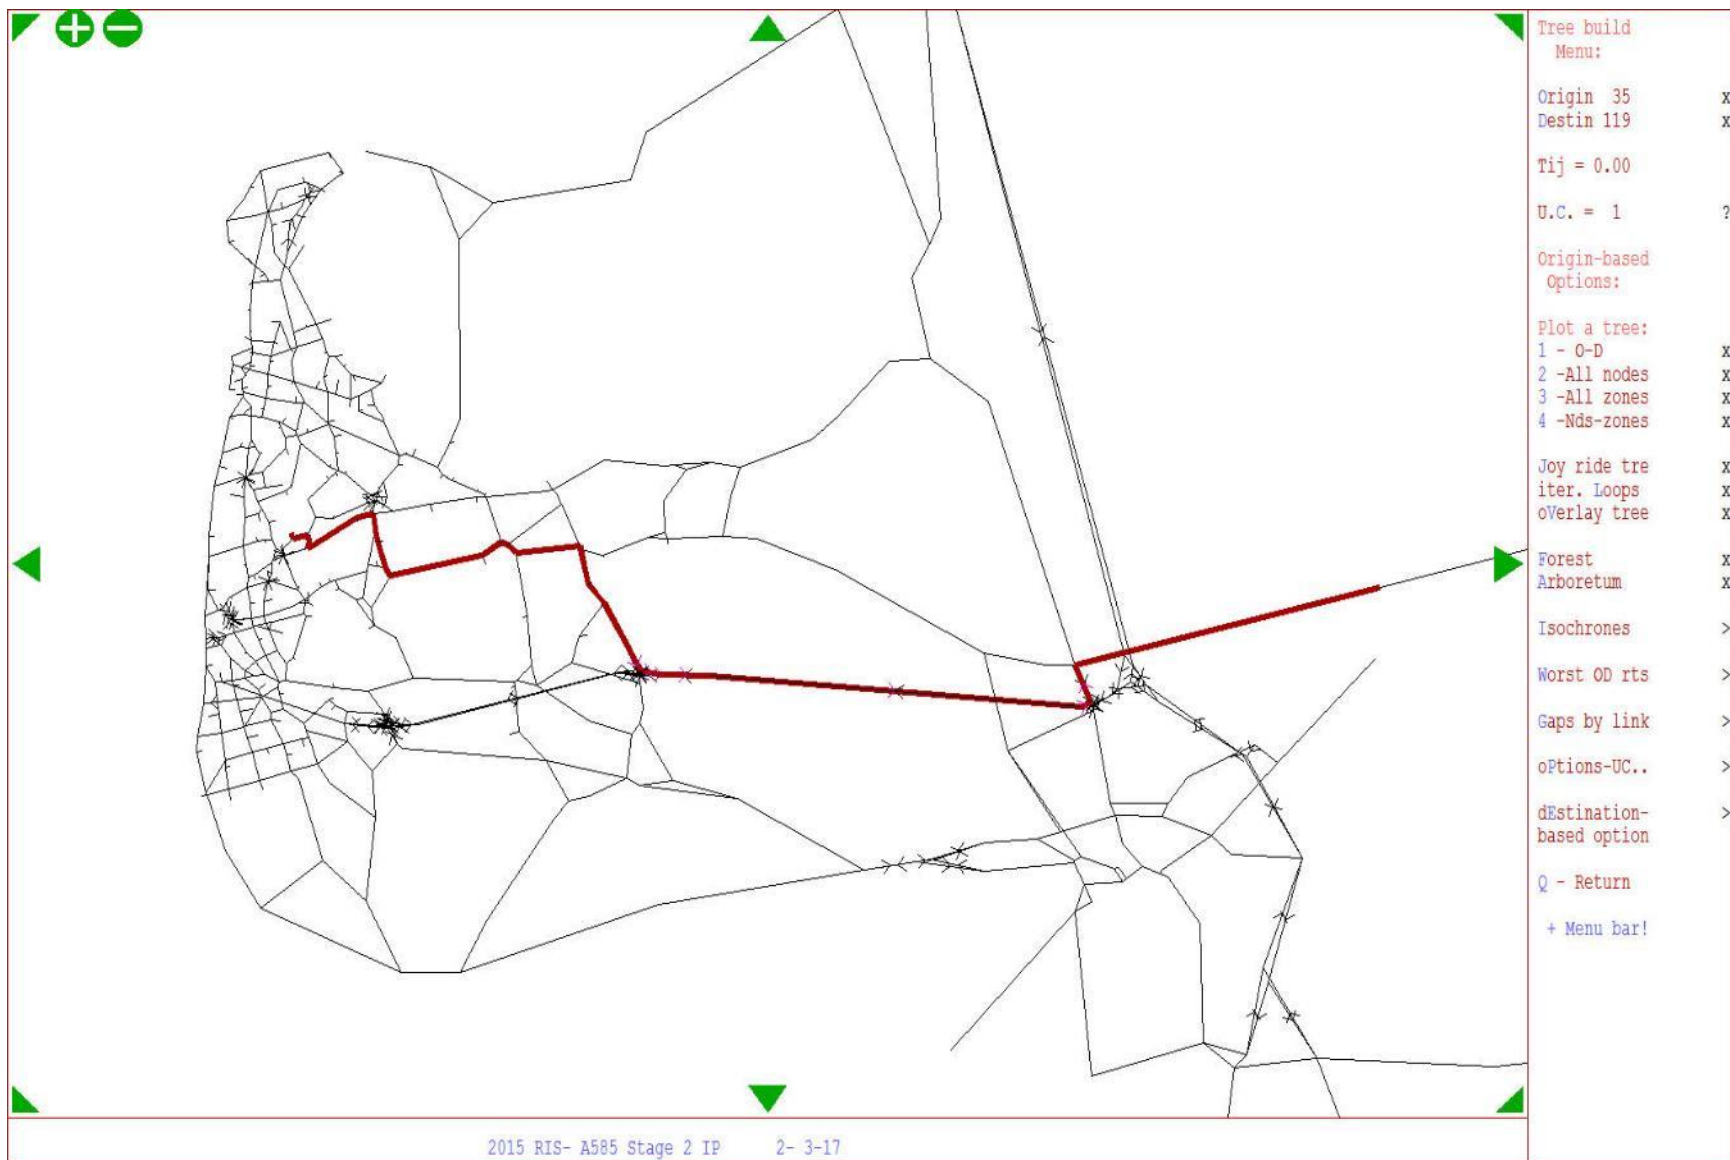 Tree build
Menu:
Origin 35 x
Destin 119 x
Tij = 0.00
U.C. = 1 ?
Origin-based
Options:
Plot a tree:
1 - O-D x
2 -All nodes x
3 -All zones x
4 -Nds-zones x
Joy ride tre x
iter. Loops x
oVerlay tree x
Forest x
Arboretum x
Isochrones >
Worst OD rts >
Gaps by link >
oPtions-UC.. >
dEstination- >
based option
Q - Return
+ Menu bar!
2015 RIS- A585 Stage 2 IP 2- 3-17